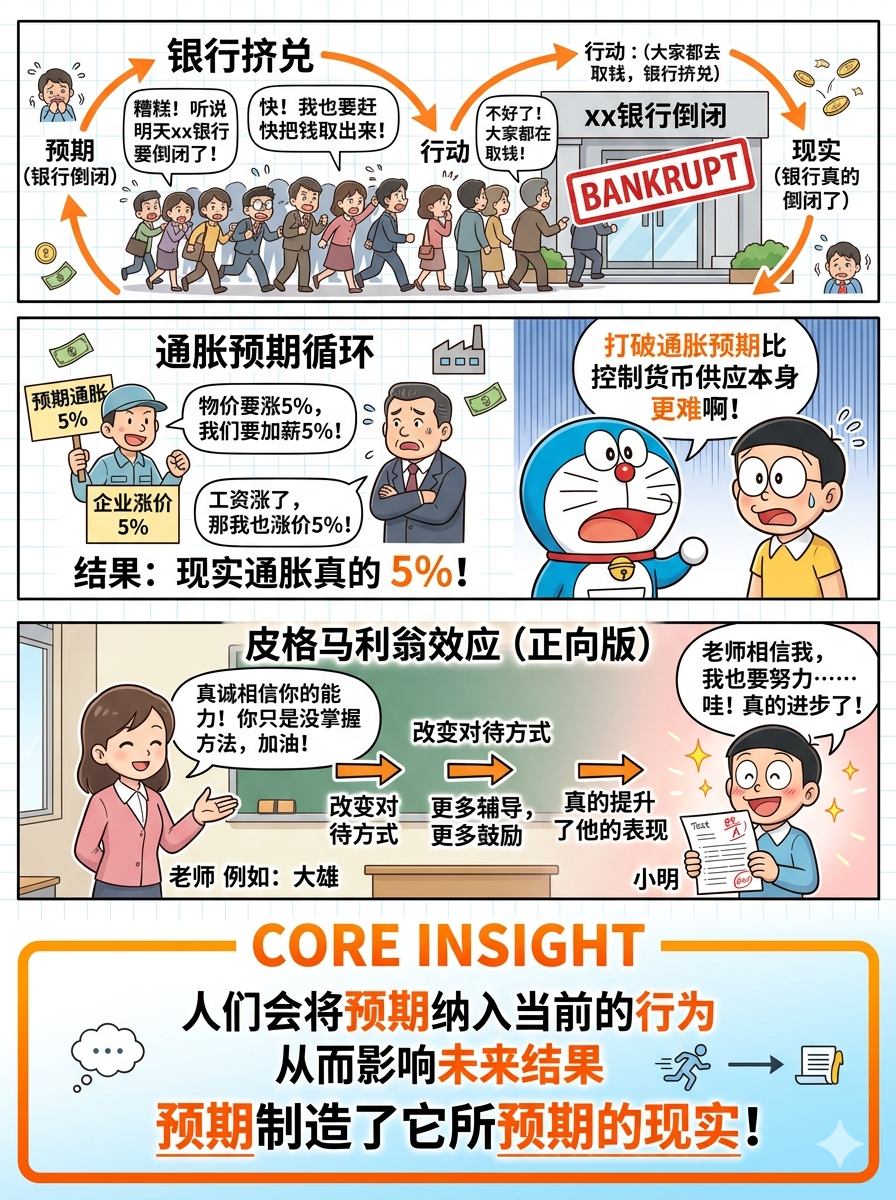 银行挤兑
糟糕！听说
明天xx银行
要倒闭了！
快！我也要赶
快把钱取出来！
预期
（银行倒闭）
行动
不好了！
大家都在
取钱！
行动：（大家都去
取钱，银行挤兑）
xx银行倒闭
BANKRUPT
现实
（银行真的
倒闭了）
通胀预期循环
预期通胀
5%
物价要涨5%，
我们要加薪5%！
企业涨价
5%
工资涨了，
那我也涨价5%！
结果：现实通胀真的 5%！
打破通胀预期比
控制货币供应本身
更难啊！
皮格马利翁效应（正向版）
真诚相信你的能
力！你只是没掌握
方法，加油！
改变对待方式
改变对
待方式
更多辅导，
更多鼓励
真的提升
了他的表现
老师相信我，
我也要努力……
哇！真的进步了！
老师 例如：大雄
小明
CORE INSIGHT
人们会将预期纳入当前的行为
从而影响未来结果
预期制造了它所预期的现实！